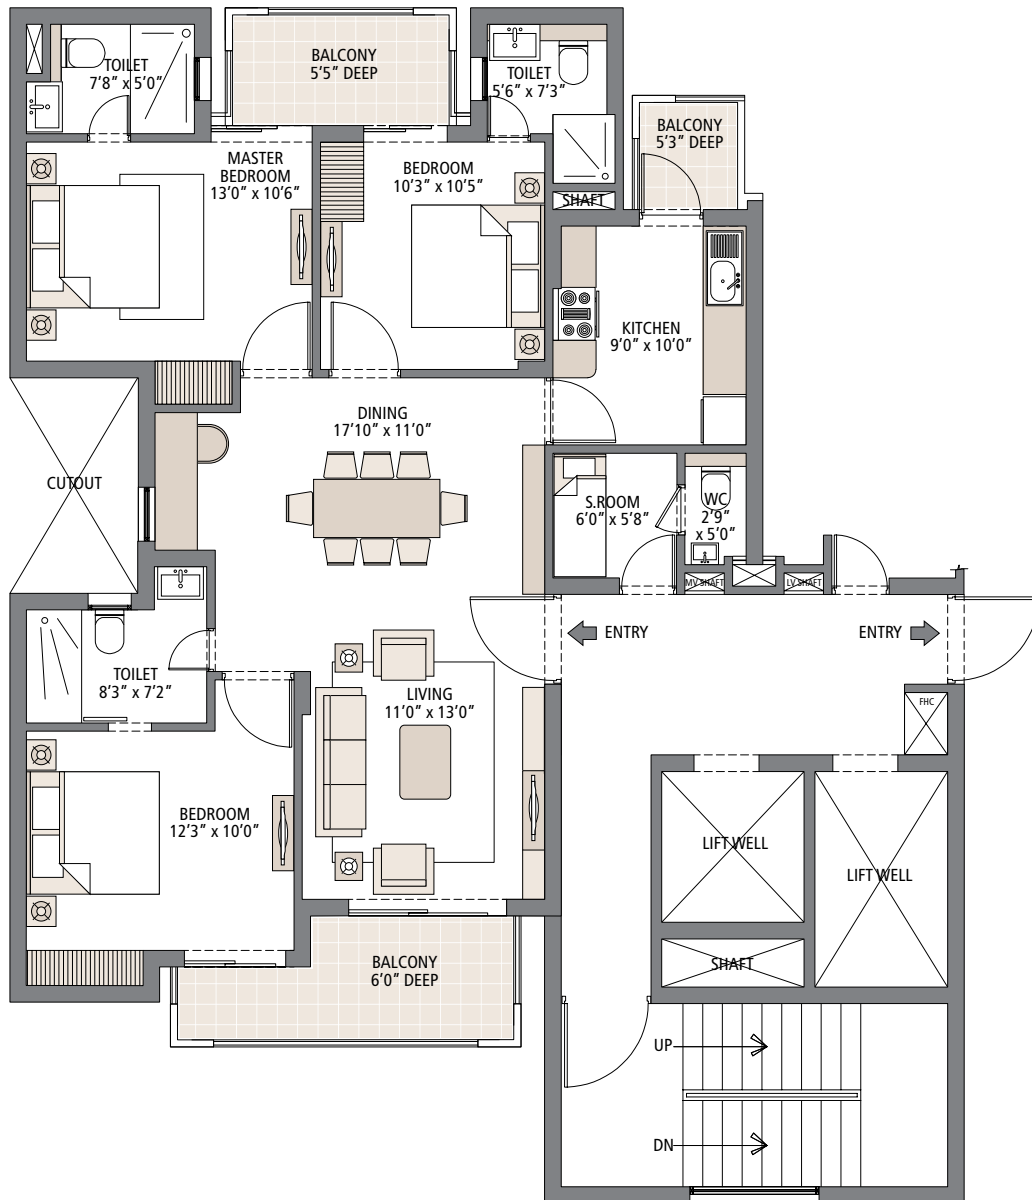 TOILET
7'8" x 5'0"
BALCONY
5'5" DEEP
TOILET
5'6" x 7'3"
BALCONY
5'3" DEEP
MASTER
BEDROOM
13'0" x 10'6"
BEDROOM
10'3" x 10'5"
SHAFT
KITCHEN
9'0" x 10'0"
DINING
17'10" x 11'0"
CUTOUT
S.ROOM
6'0" x 5'8"
WC
2'9"
x 5'0"
MV SHAFT
LV SHAFT
ENTRY
ENTRY
TOILET
8'3" x 7'2"
LIVING
11'0" x 13'0"
FHC
BEDROOM
12'3" x 10'0"
LIFT WELL
LIFT WELL
SHAFT
BALCONY
6'0" DEEP
UP
DN